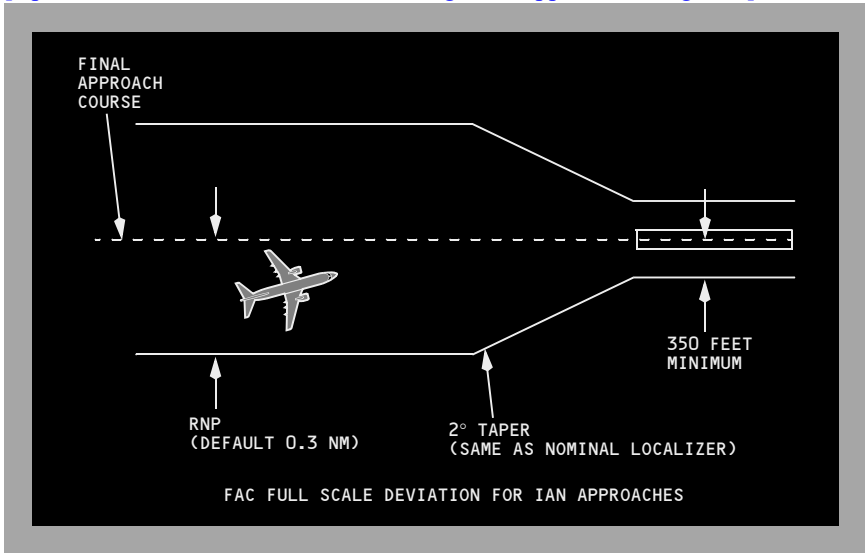 FINAL
APPROACH
COURSE
350 FEET
MINIMUM
RNP
(DEFAULT 0.3 NM)
2° TAPER
(SAME AS NOMINAL LOCALIZER)
FAC FULL SCALE DEVIATION FOR IAN APPROACHES